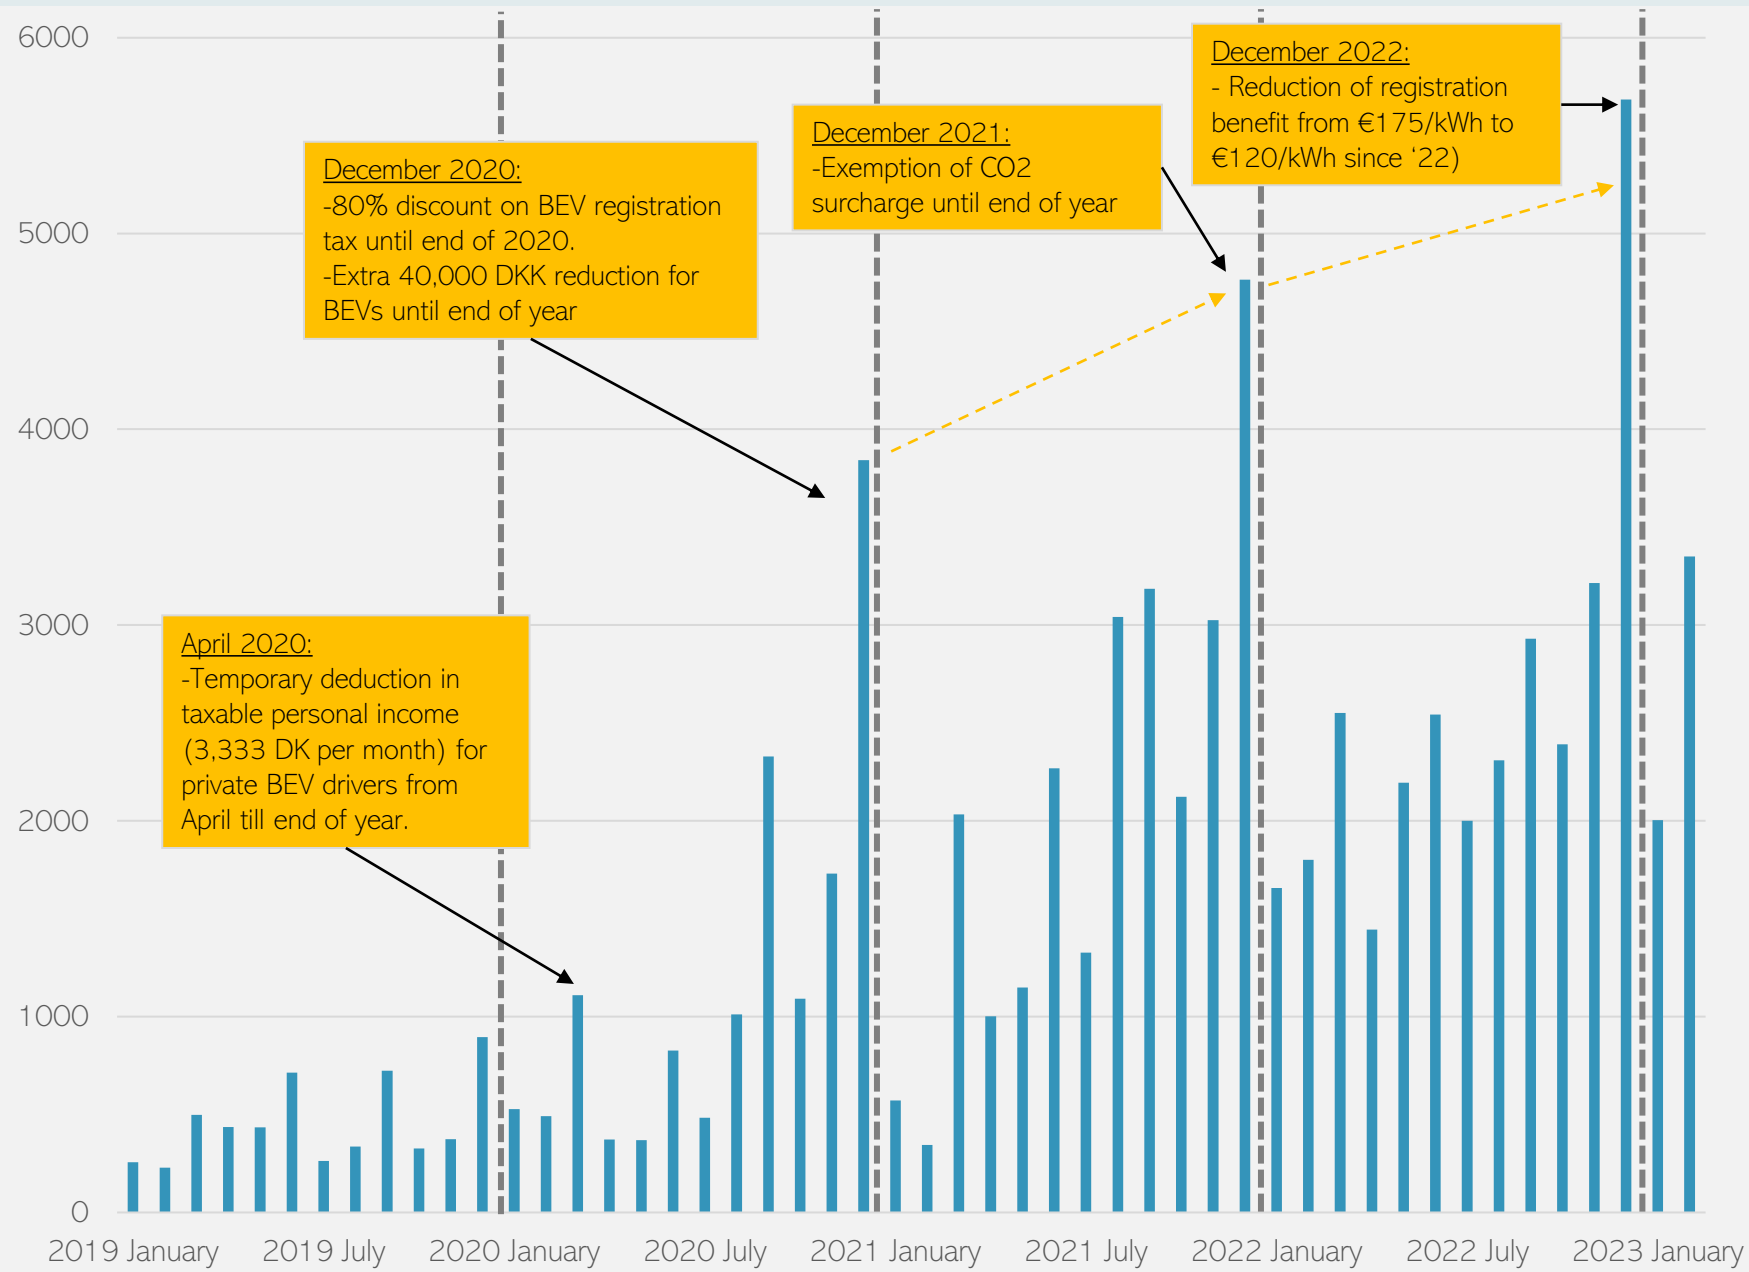 6000
5000
4000
3000
2000
1000
0
December 2022:
- Reduction of registration
benefit from €175/kWh to
€120/kWh since ‘22)
December 2021:
-Exemption of CO2
surcharge until end of year
December 2020:
-80% discount on BEV registration
tax until end of 2020.
-Extra 40,000 DKK reduction for
BEVs until end of year
April 2020:
-Temporary deduction in
taxable personal income
(3,333 DK per month) for
private BEV drivers from
April till end of year.
2019 January
2019 July
2020 January
2020 July
2021 January
2021 July
2022 January
2022 July
2023 January